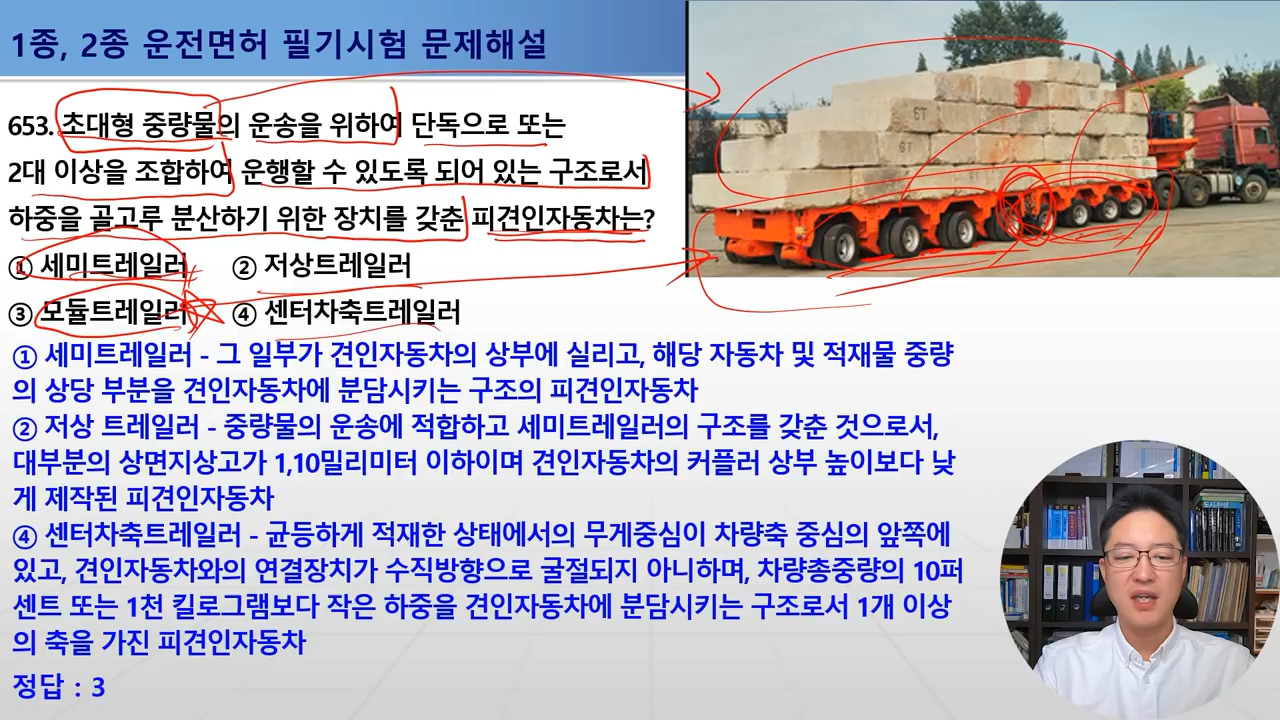 1종, 2종 운전면허 필기시험 문제해설
653. 초대형 중량물의 운송을 위하여 단독으로 또는
2대 이상을 조합하여 운행할 수 있도록 되어 있는 구조로서
하중을 골고루 분산하기 위한 장치를 갖춘 피견인자동차는?
① 세미트레일러 ② 저상트레일러
③ 모듈트레일러 ④ 센터차축트레일러
① 세미트레일러 - 그 일부가 견인자동차의 상부에 실리고, 해당 자동차 및 적재물 중량
의 상당 부분을 견인자동차에 분담시키는 구조의 피견인자동차
② 저상 트레일러 - 중량물의 운송에 적합하고 세미트레일러의 구조를 갖춘 것으로서,
대부분의 상면지상고가 1,10밀리미터 이하이며 견인자동차의 커플러 상부 높이보다 낮
게 제작된 피견인자동차
④ 센터차축트레일러 - 균등하게 적재한 상태에서의 무게중심이 차량축 중심의 앞쪽에
있고, 견인자동차와의 연결장치가 수직방향으로 굴절되지 아니하며, 차량총중량의 10퍼
센트 또는 1천 킬로그램보다 작은 하중을 견인자동차에 분담시키는 구조로서 1개 이상
의 축을 가진 피견인자동차
정답 : 3
6T
6T